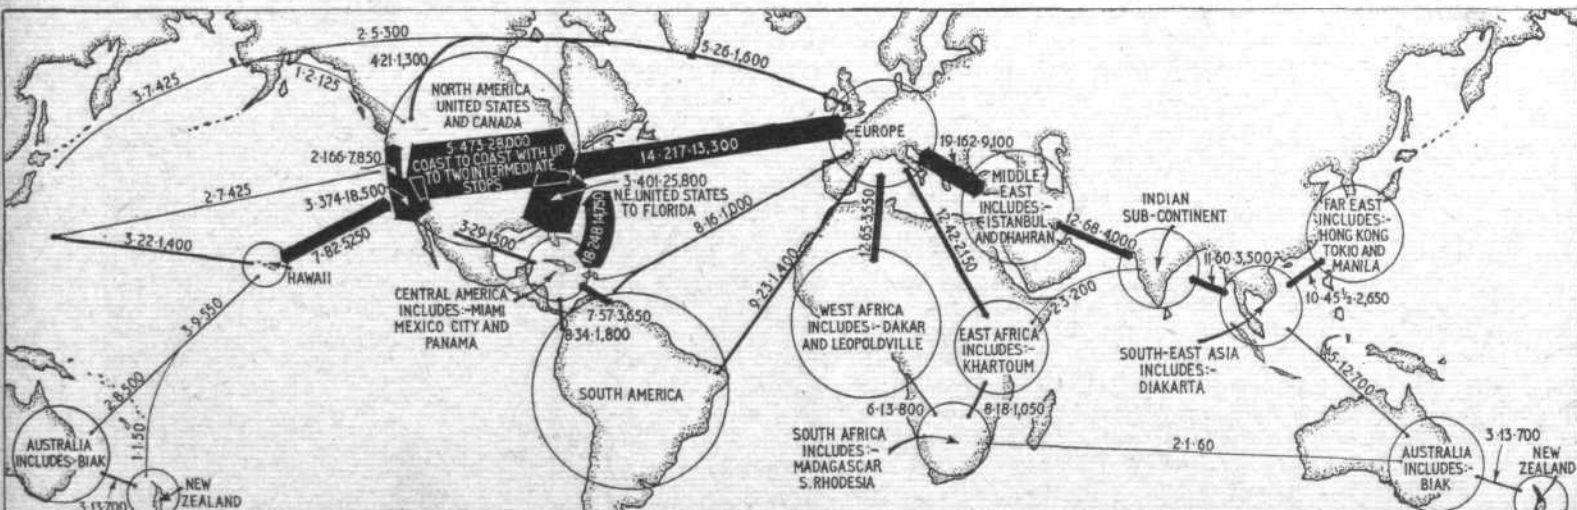 2·5·300
5·26·1,600
4·21·1,300
3·7·425
1·2·125
NORTH AMERICA
UNITED STATES
AND CANADA
5·473·28,000
COAST TO COAST WITH UP
TO TWO INTERMEDIATE
STOPS
2·166·7,850
14·217·13,300
EUROPE
19·162·9,100
3·401·25,800
N.E. UNITED STATES
TO FLORIDA
2·7·425
3·374·18,500
MIDDLE
EAST
INCLUDES:-
ISTANBUL
AND DHAHRAN
INDIAN
SUB-CONTINENT
FAR EAST
INCLUDES:-
HONG KONG
TOKIO AND
MANILA
3·22·1,400
7·82·5250
3·29·1,500
8·16·1,000
12·65·3,550
12·42·2,150
12·68·4,000
11·60·3,500
10·45½·2,650
HAWAII
CENTRAL AMERICA
INCLUDES:-MIAMI
MEXICO CITY AND
PANAMA
7·57·3,650
8·34·1,800
9·23·1,400
2·3·200
3·9·550
WEST AFRICA
INCLUDES:-DAKAR
AND LEOPOLDVILLE
EAST AFRICA
INCLUDES:-
KHARTOUM
SOUTH-EAST ASIA
INCLUDES:-
DJAKARTA
SOUTH AMERICA
2·8·500
1·1·50
6·13·800
8·18·1,050
12·700
SOUTH AFRICA
INCLUDES:-
MADAGASCAR
S. RHODESIA
2·1·60
AUSTRALIA
INCLUDES:-BIAK
3·13·700
NEW
ZEALAND
AUSTRALIA
INCLUDES:-
BIAK
3·13·700
NEW
ZEALAND